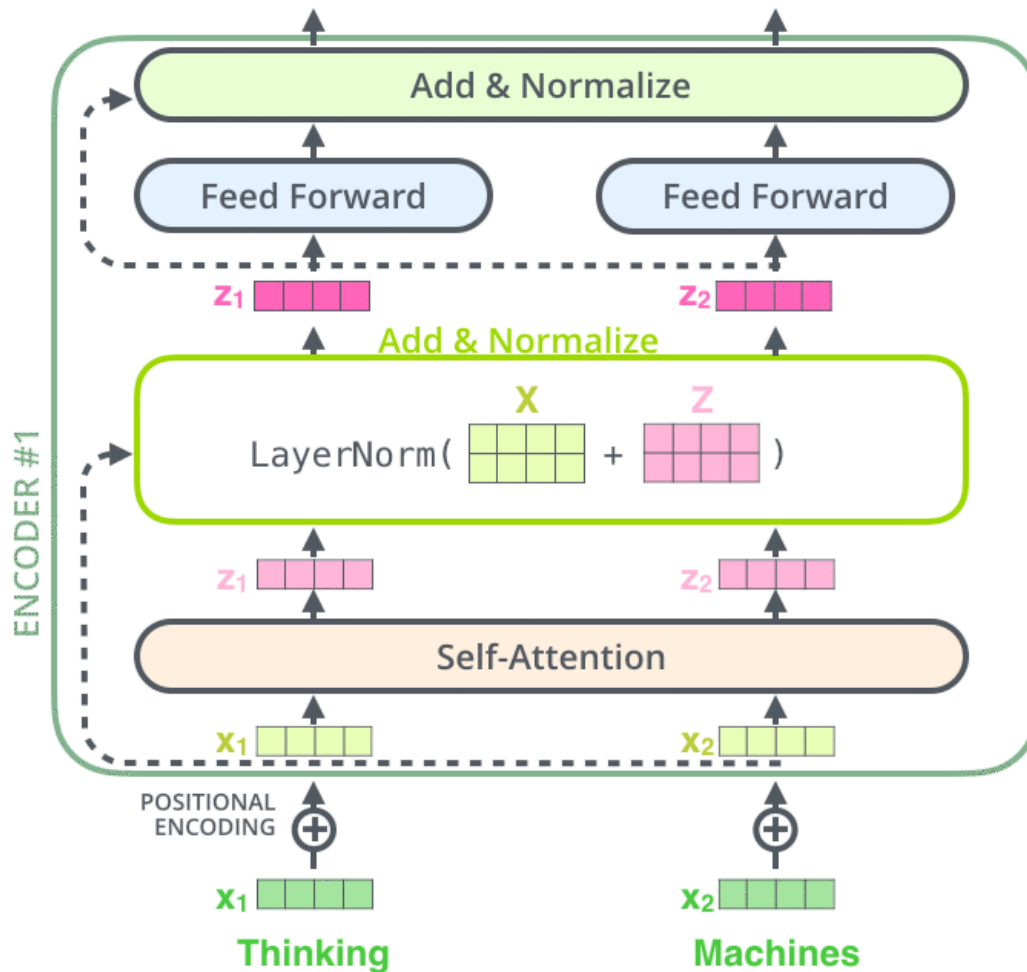 Add & Normalize
Feed Forward Feed Forward
z₁ z₂
Add & Normalize
X Z
LayerNorm( + )
ENCODER #1
z₁ z₂
Self-Attention
x₁ x₂
POSITIONAL
ENCODING
x₁ x₂
Thinking Machines